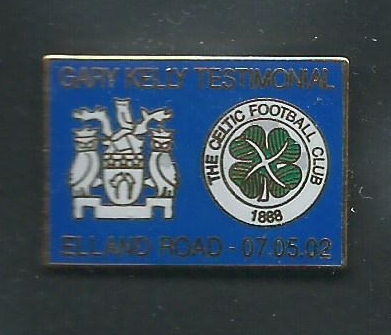 GARY KELLY TESTIMONIAL
THE CELTIC FOOTBALL CLUB
1888
ELLAND ROAD - 07.05.02